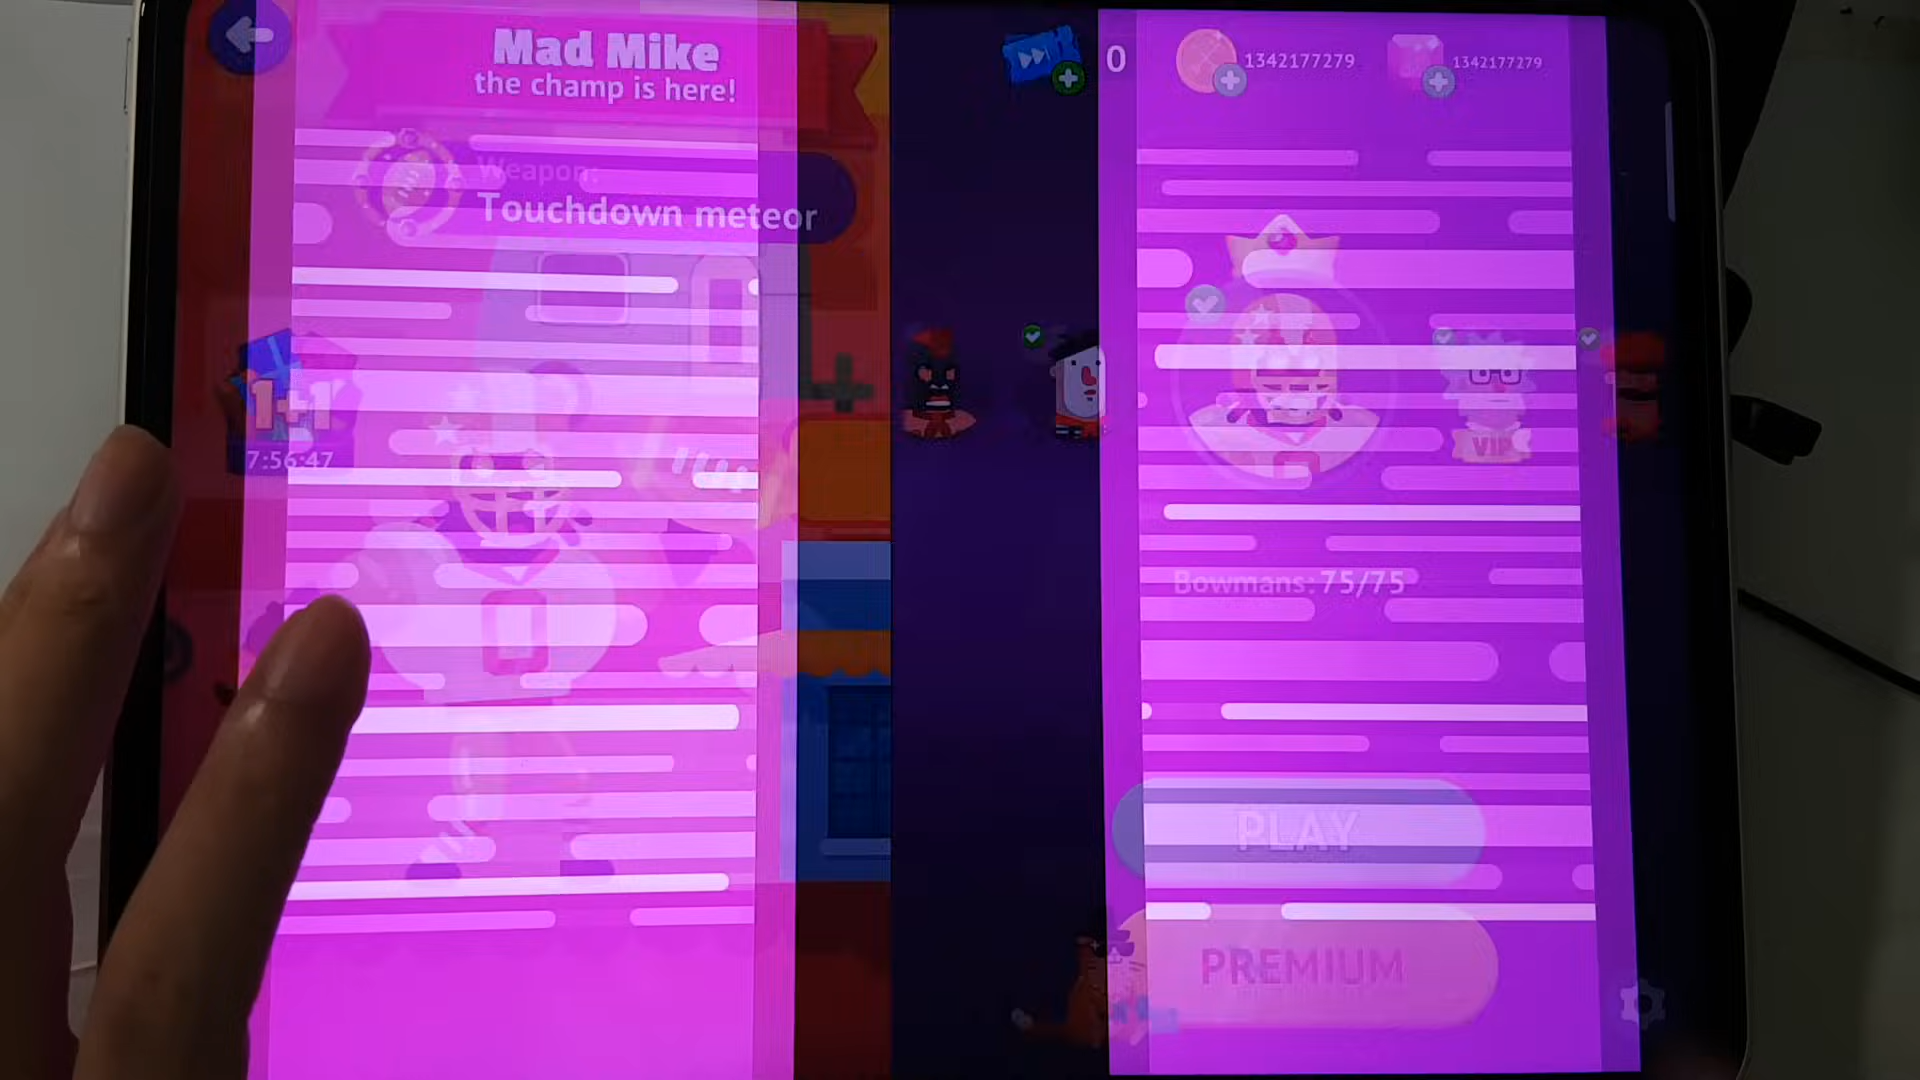 Mad Mike
the champ is here!
0
1342177279
1342177279
Weapon:
Touchdown meteor
1+1
7:56:47
VIP
Bowmans: 75/75
PLAY
PREMIUM